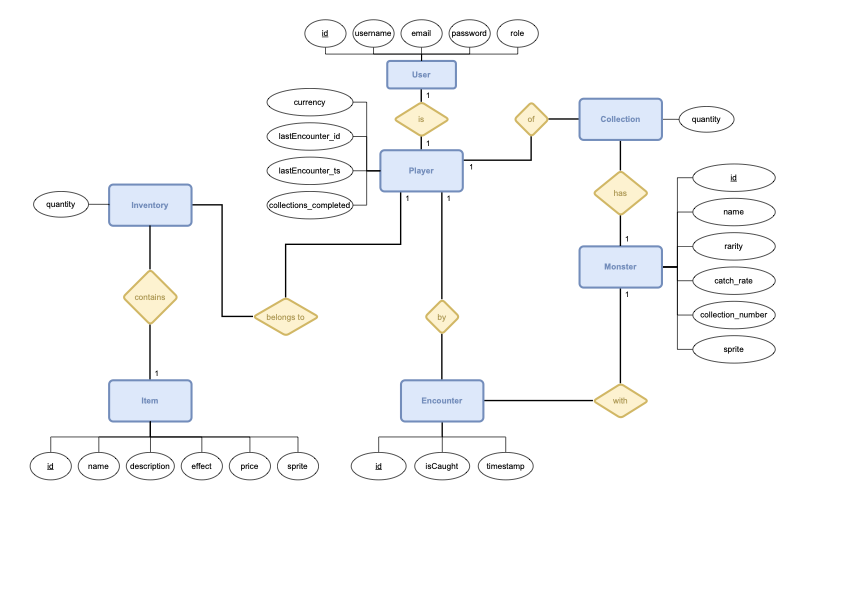 id
username
email
password
role
User
1
is
1
currency
lastEncounter_id
lastEncounter_ts
collections_completed
Player
1
1
1
of
Collection
quantity
has
1
Monster
1
id
name
rarity
catch_rate
collection_number
sprite
quantity
Inventory
contains
1
belongs to
by
with
Item
Encounter
id
name
description
effect
price
sprite
id
isCaught
timestamp